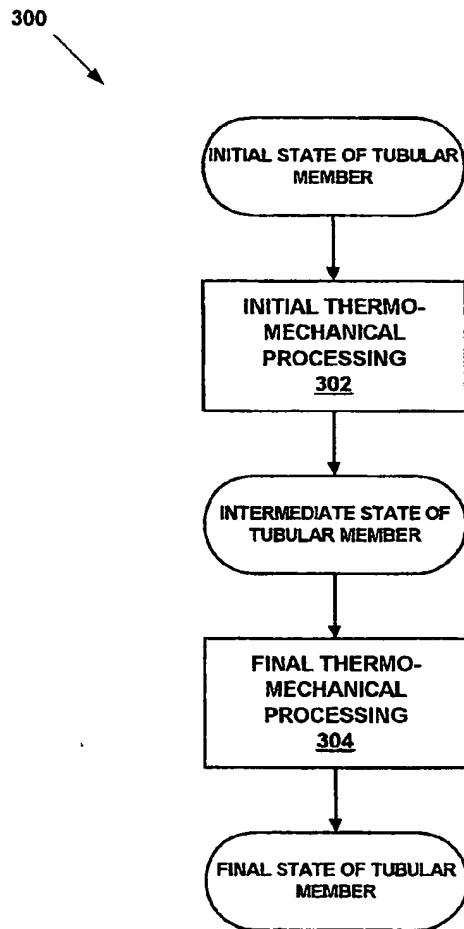 300
INITIAL STATE OF TUBULAR
MEMBER
INITIAL THERMO-
MECHANICAL
PROCESSING
302
INTERMEDIATE STATE OF
TUBULAR MEMBER
FINAL THERMO-
MECHANICAL
PROCESSING
304
FINAL STATE OF TUBULAR
MEMBER